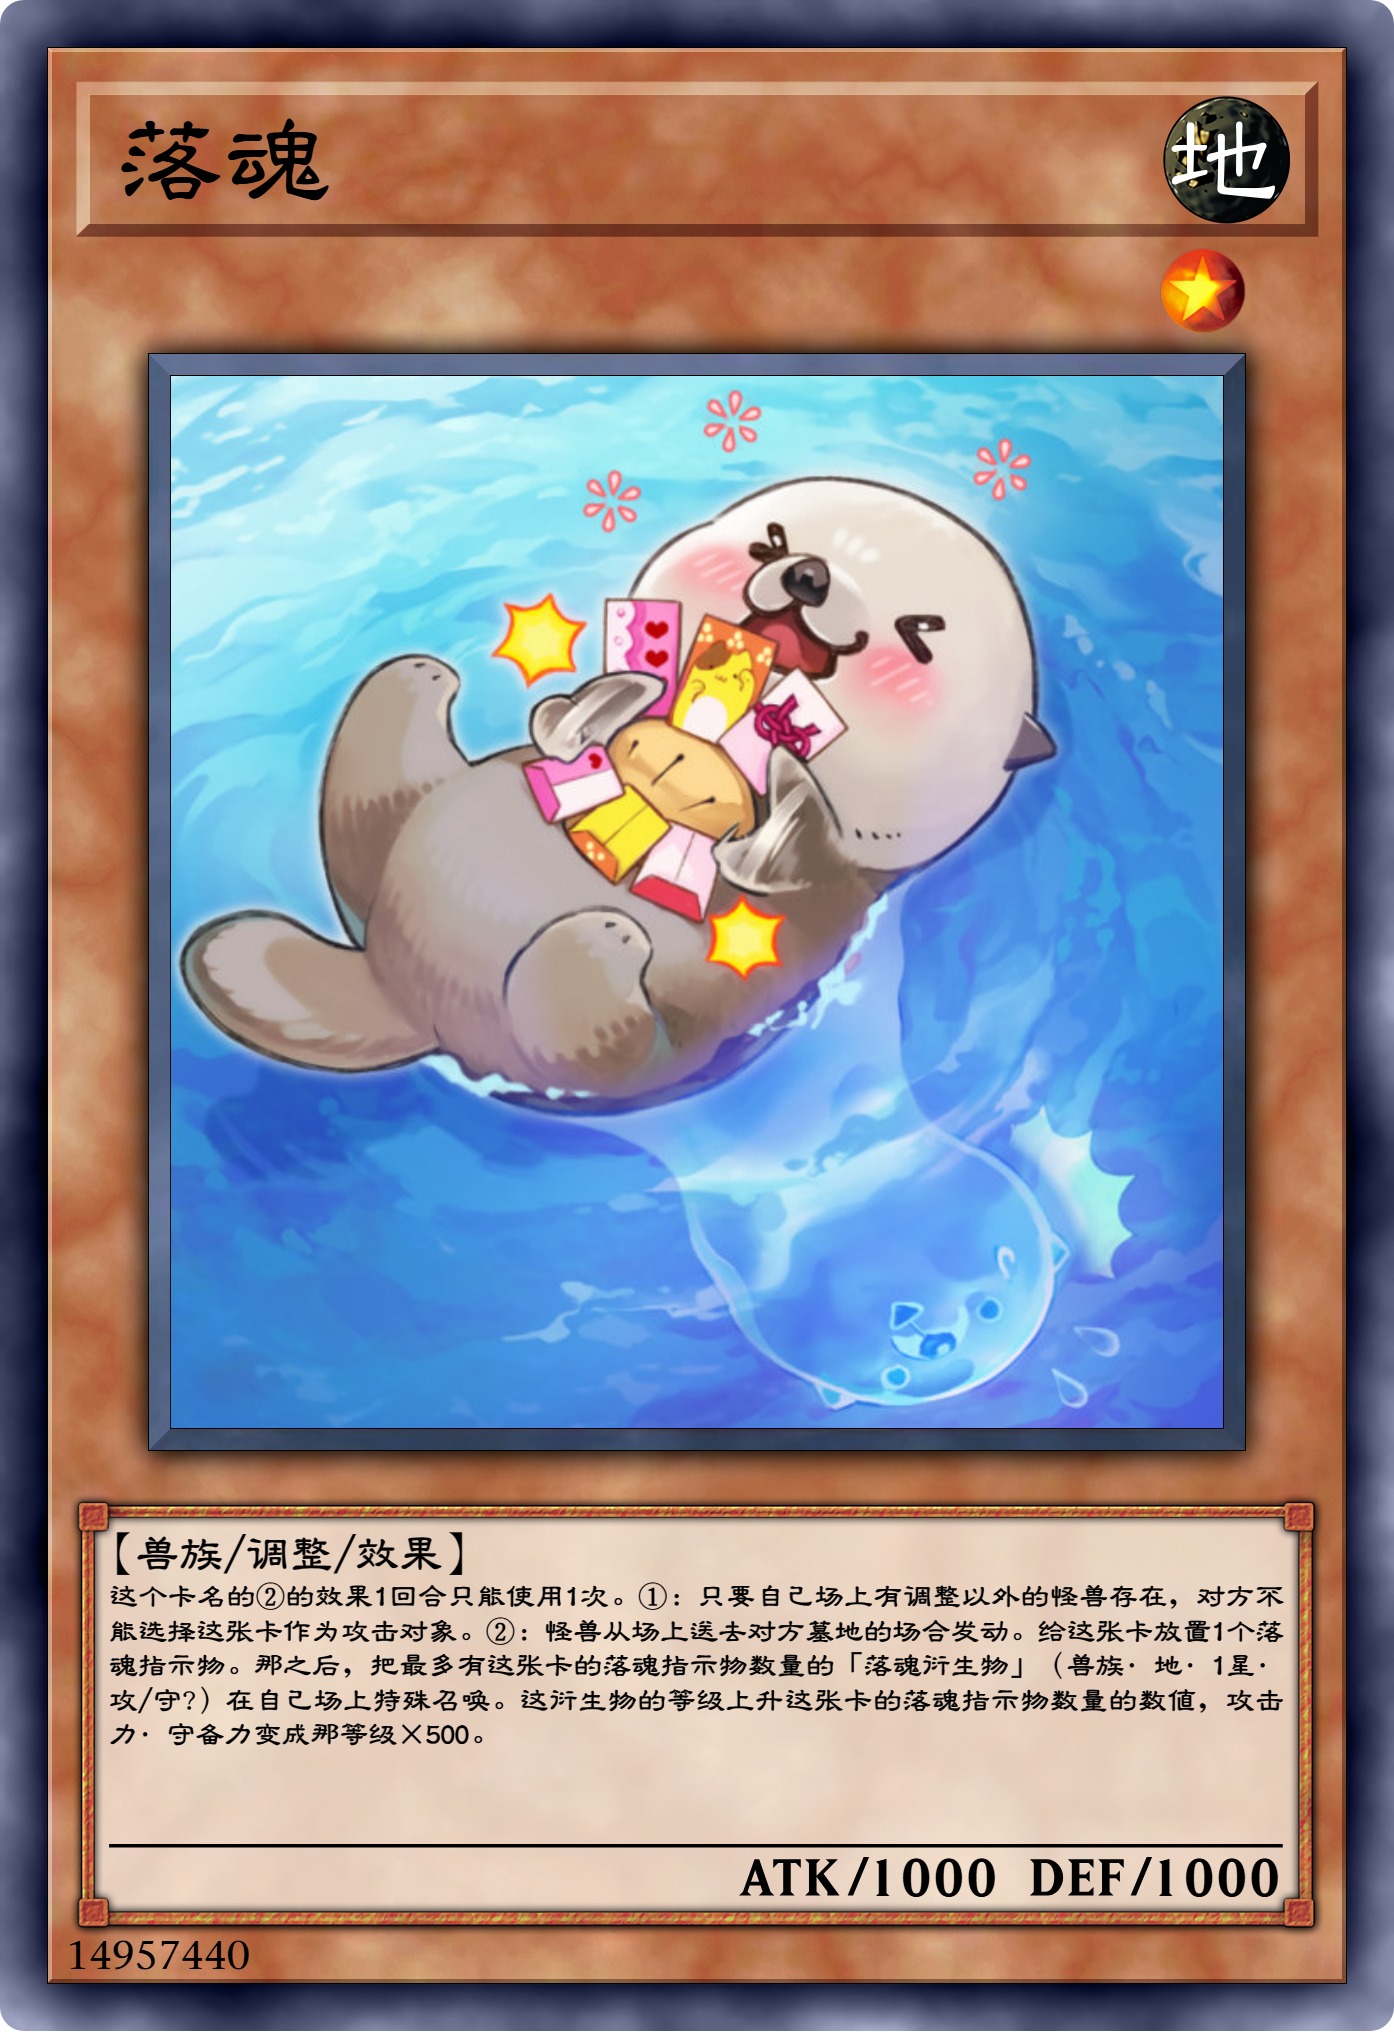 落魂
地
【兽族/调整/效果】
这个卡名的②的效果1回合只能使用1次。①：只要自己场上有调整以外的怪兽存在，对方不
能选择这张卡作为攻击对象。②：怪兽从场上送去对方墓地的场合发动。给这张卡放置1个落
魂指示物。那之后，把最多有这张卡的落魂指示物数量的「落魂衍生物」（兽族·地·1星·
攻/守?）在自己场上特殊召唤。这衍生物的等级上升这张卡的落魂指示物数量的数值，攻击
力·守备力变成那等级×500。
ATK/1000 DEF/1000
14957440